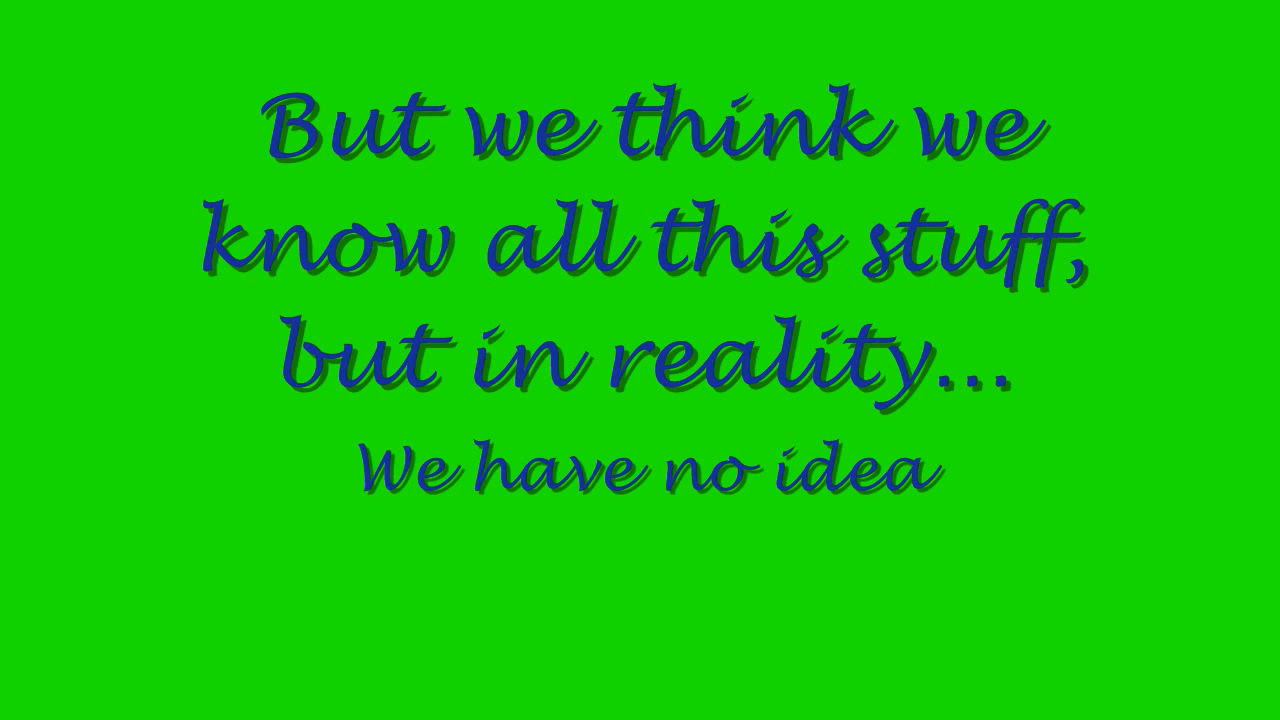 But we think we
know all this stuff,
but in reality...
We have no idea